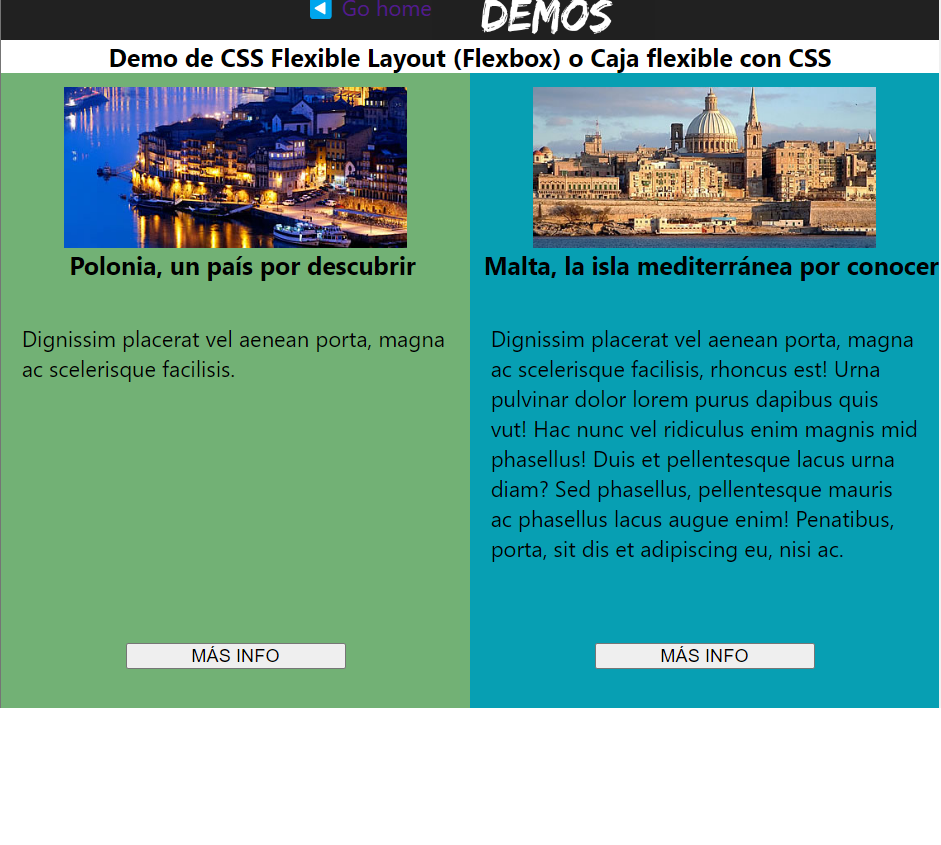 Go home
DEMOS
Demo de CSS Flexible Layout (Flexbox) o Caja flexible con CSS
Polonia, un país por descubrir
Dignissim placerat vel aenean porta, magna
ac scelerisque facilisis.
MÁS INFO
Malta, la isla mediterránea por conocer
Dignissim placerat vel aenean porta, magna
ac scelerisque facilisis, rhoncus est! Urna
pulvinar dolor lorem purus dapibus quis
vut! Hac nunc vel ridiculus enim magnis mid
phasellus! Duis et pellentesque lacus urna
diam? Sed phasellus, pellentesque mauris
ac phasellus lacus augue enim! Penatibus,
porta, sit dis et adipiscing eu, nisi ac.
MÁS INFO